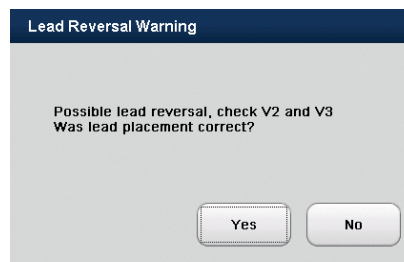 Lead Reversal Warning
Possible lead reversal, check V2 and V3
Was lead placement correct?
Yes
No